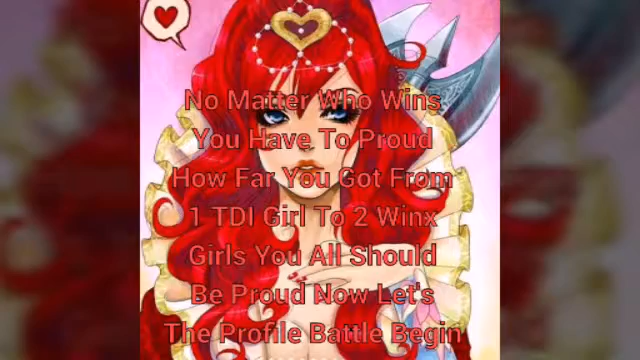 No Matter Who Wins
You Have To Proud
How Far You Got From
1 TDI Girl To 2 Winx
Girls You All Should
Be Proud Now Let's
The Profile Battle Begin